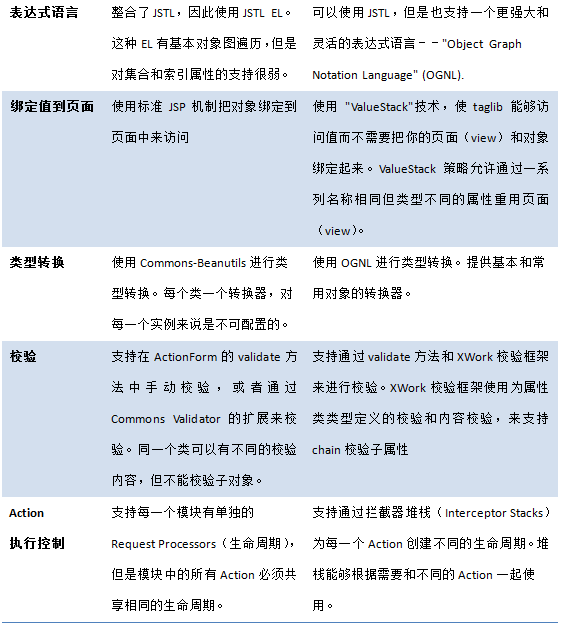 表达式语言
整合了JSTL，因此使用JSTL EL。
这种 EL 有基本对象图遍历，但是
对集合和索引属性的支持很弱。
可以使用 JSTL，但是也支持一个更强大和
灵活的表达式语言－－"Object Graph
Notation Language" (OGNL).
绑定值到页面
使用标准 JSP 机制把对象绑定到
页面中来访问
使用 "ValueStack"技术，使 taglib 能够访
问值而不需要把你的页面（view）和对象
绑定起来。ValueStack 策略允许通过一系
列名称相同但类型不同的属性重用页面
（view）。
类型转换
使用 Commons-Beanutils 进行类
型转换。每个类一个转换器，对
每一个实例来说是不可配置的。
使用 OGNL 进行类型转换。提供基本和常
用对象的转换器。
校验
支持在 ActionForm 的 validate 方
法中手动校验，或者通过
Commons Validator 的扩展来校
验。同一个类可以有不同的校验
内容，但不能校验子对象。
支持通过 validate 方法和 XWork 校验框架
来进行校验。XWork 校验框架使用为属性
类类型定义的校验和内容校验，来支持
chain 校验子属性
Action
执行控制
支持每一个模块有单独的
Request Processors（生命周期），
但是模块中的所有 Action 必须共
享相同的生命周期。
支持通过拦截器堆栈（Interceptor Stacks）
为每一个 Action 创建不同的生命周期。堆
栈能够根据需要和不同的 Action 一起使
用。